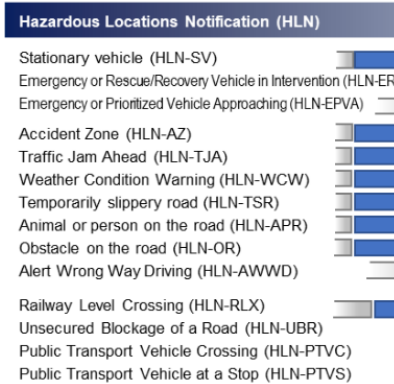 Hazardous Locations Notification (HLN)
Stationary vehicle (HLN-SV)
Emergency or Rescue/Recovery Vehicle in Intervention (HLN-ER
Emergency or Prioritized Vehicle Approaching (HLN-EPVA)
Accident Zone (HLN-AZ)
Traffic Jam Ahead (HLN-TJA)
Weather Condition Warning (HLN-WCW)
Temporarily slippery road (HLN-TSR)
Animal or person on the road (HLN-APR)
Obstacle on the road (HLN-OR)
Alert Wrong Way Driving (HLN-AWWD)
Railway Level Crossing (HLN-RLX)
Unsecured Blockage of a Road (HLN-UBR)
Public Transport Vehicle Crossing (HLN-PTVC)
Public Transport Vehicle at a Stop (HLN-PTVS)